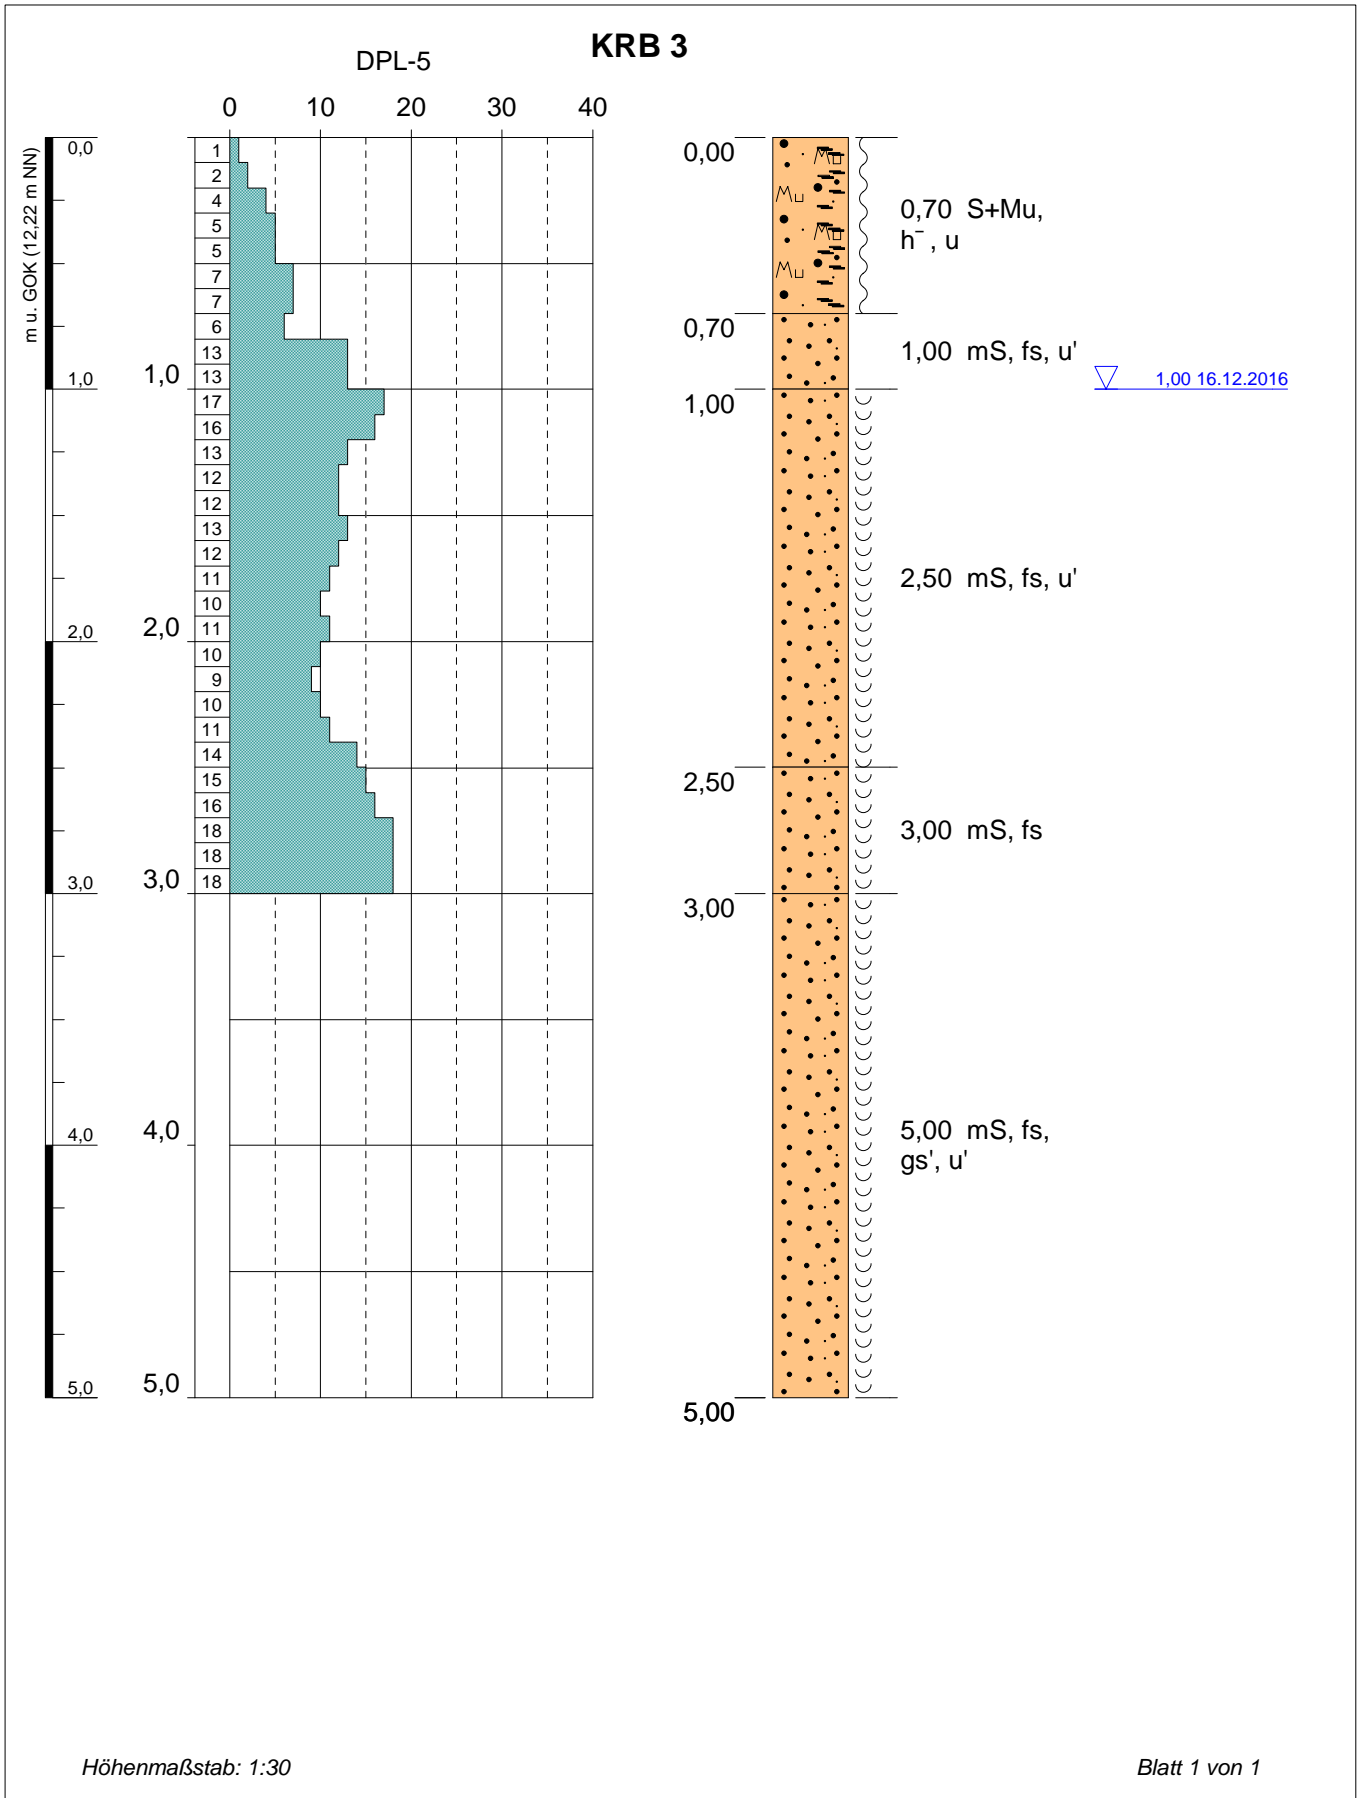 KRB 3
DPL-5
0 10 20 30 40
m u. GOK (12,22 m NN)
0,0
1,0
2,0
3,0
4,0
5,0
1
2
4
5
5
7
7
6
13
13
17
16
13
12
12
13
12
11
10
11
10
9
10
11
14
15
16
18
18
18
1,0
2,0
3,0
4,0
5,0
0,00
0,70
1,00
2,50
3,00
5,00
Mu
Mu
Mu
Mu
0,70 S+Mu,
h¯, u
1,00 mS, fs, u'
2,50 mS, fs, u'
3,00 mS, fs
5,00 mS, fs,
gs', u'
1,00 16.12.2016
Höhenmaßstab: 1:30
Blatt 1 von 1